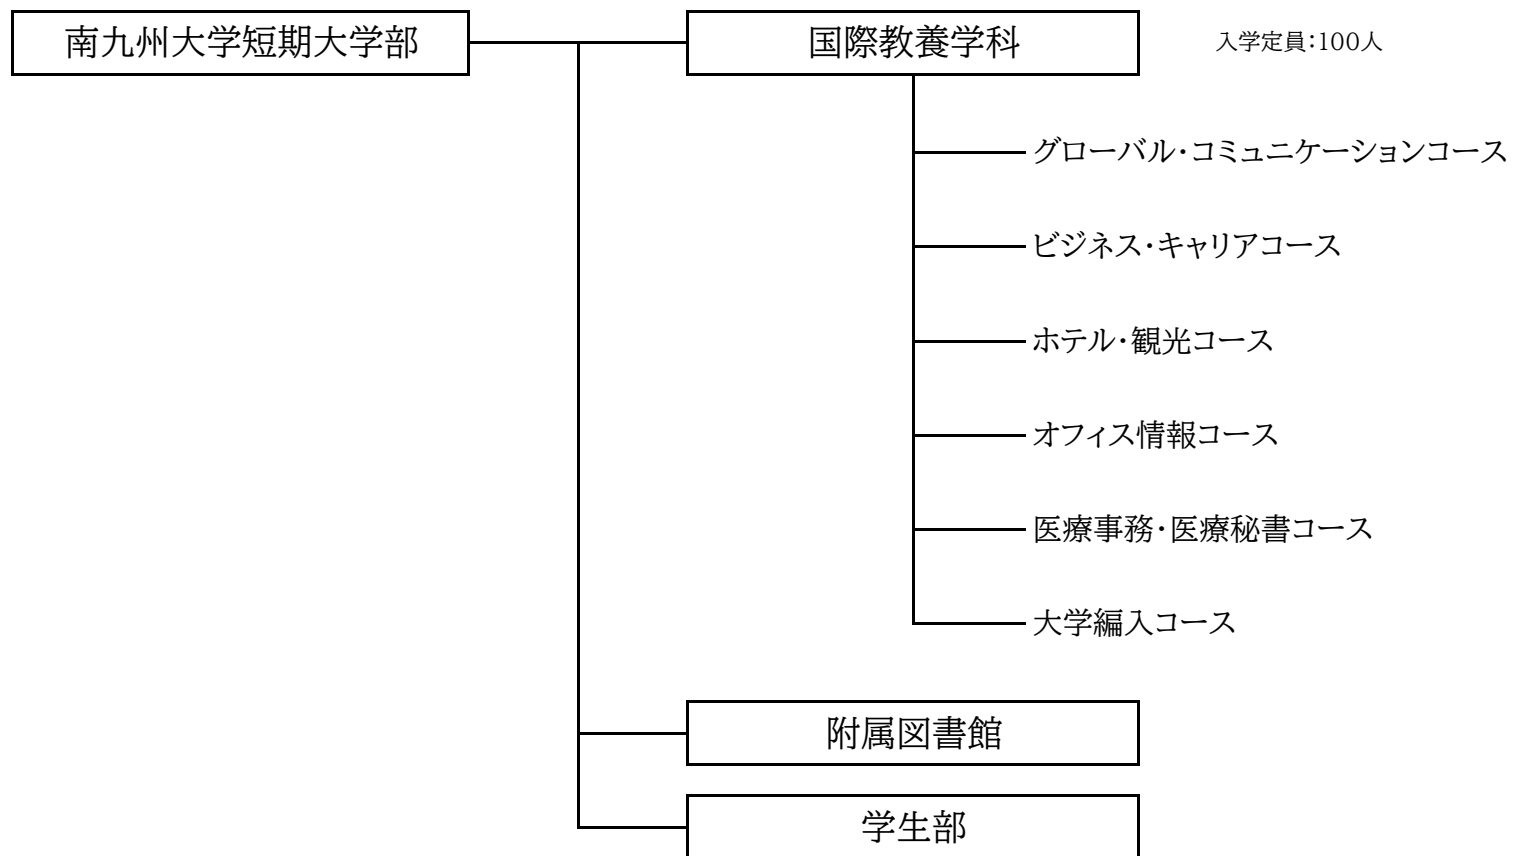 南九州大学短期大学部
国際教養学科
入学定員：100人
グローバル・コミュニケーションコース
ビジネス・キャリアコース
ホテル・観光コース
オフィス情報コース
医療事務・医療秘書コース
大学編入コース
附属図書館
学生部